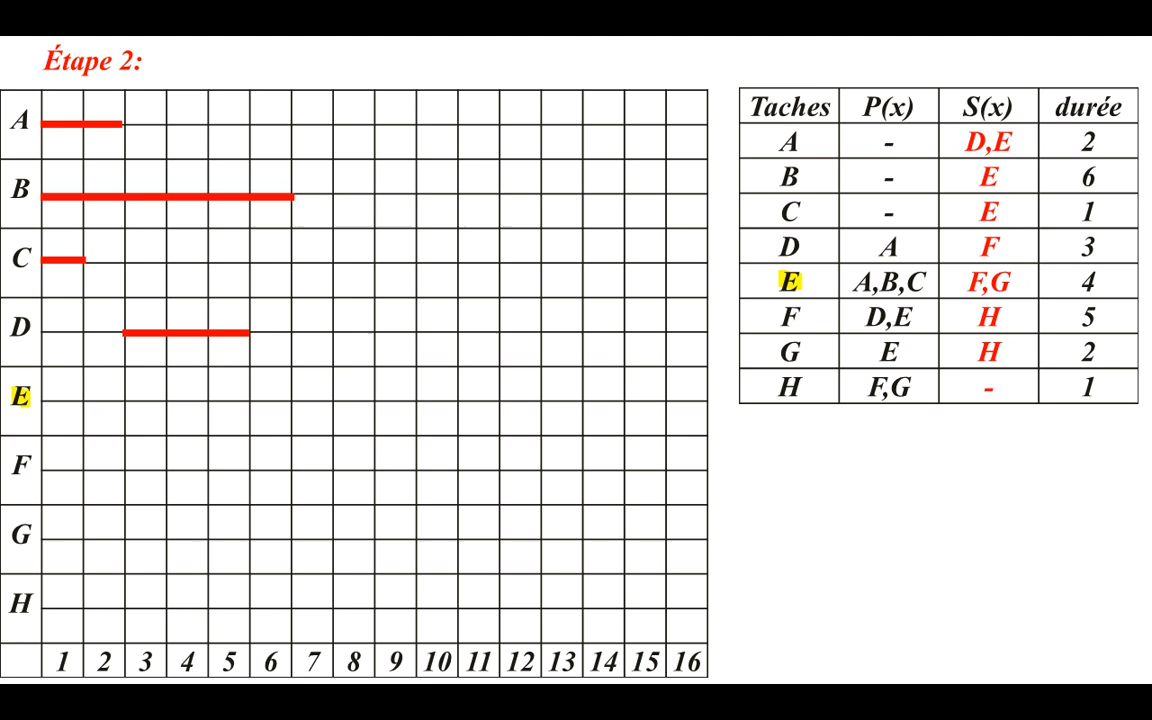 Étape 2:
A
B
C
D
E
F
G
H
1 2 3 4 5 6 7 8 9 10 11 12 13 14 15 16
Taches P(x) S(x) durée
A - D,E 2
B - E 6
C - E 1
D A F 3
E A,B,C F,G 4
F D,E H 5
G E H 2
H F,G - 1